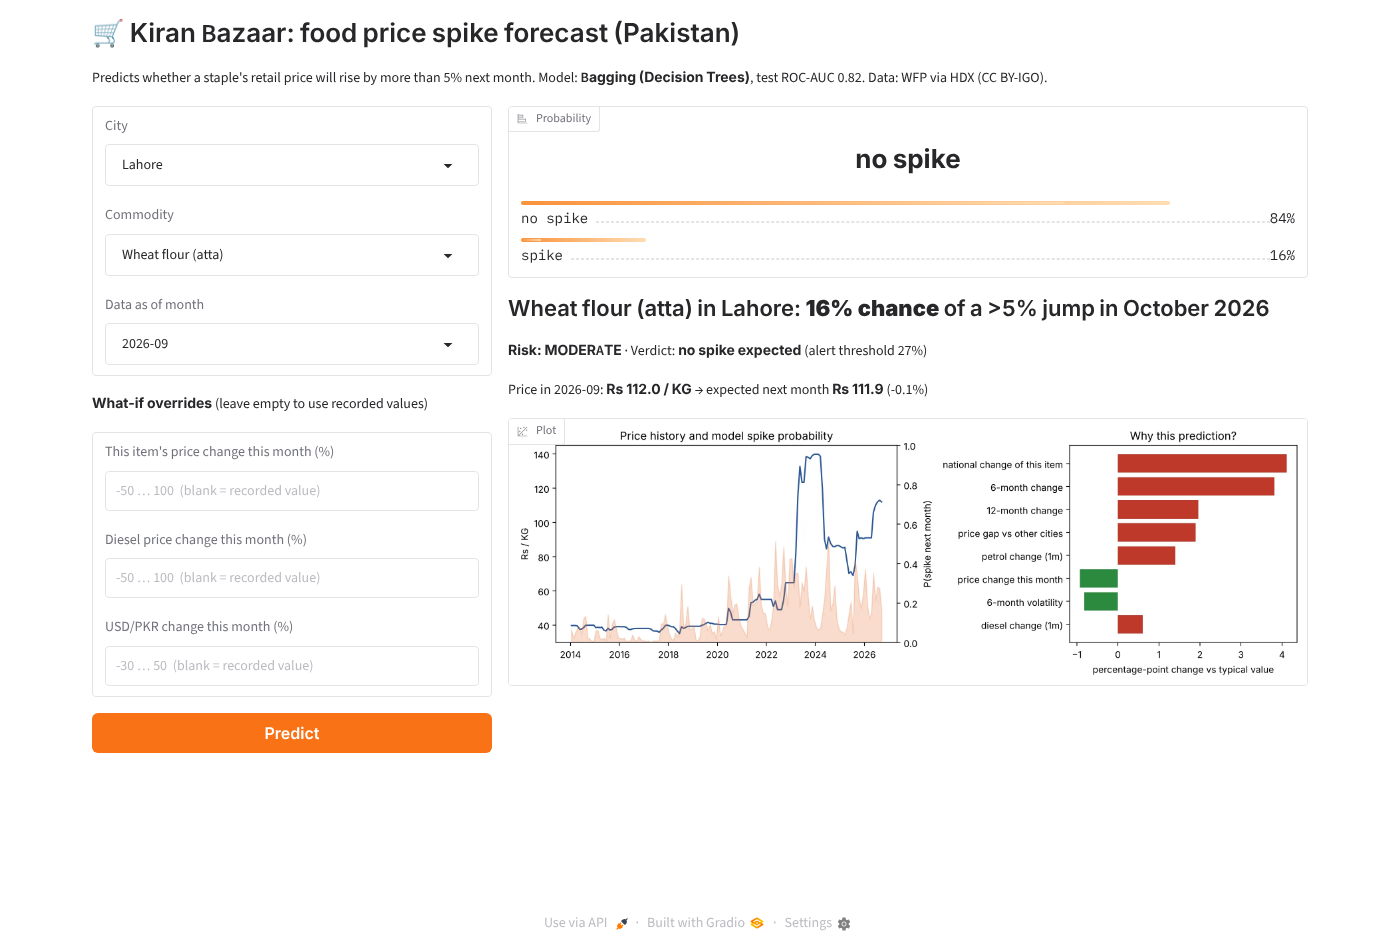 🛒 Kiran Bazaar: food price spike forecast (Pakistan)
Predicts whether a staple's retail price will rise by more than 5% next month. Model: Bagging (Decision Trees), test ROC-AUC 0.82. Data: WFP via HDX (CC BY-IGO).
City
Lahore
Commodity
Wheat flour (atta)
Data as of month
2026-09
What-if overrides (leave empty to use recorded values)
This item's price change this month (%)
-50 … 100 (blank = recorded value)
Diesel price change this month (%)
-50 … 100 (blank = recorded value)
USD/PKR change this month (%)
-30 … 50 (blank = recorded value)
Predict
Probability
no spike
no spike 84%
spike 16%
Wheat flour (atta) in Lahore: 16% chance of a >5% jump in October 2026
Risk: MODERATE · Verdict: no spike expected (alert threshold 27%)
Price in 2026-09: Rs 112.0 / KG → expected next month Rs 111.9 (-0.1%)
Plot
Price history and model spike probability
140
120
100
80
60
40
Rs / KG
1.0
0.8
0.6
0.4
0.2
0.0
P(spike next month)
2014 2016 2018 2020 2022 2024 2026
Why this prediction?
national change of this item
6-month change
12-month change
price gap vs other cities
petrol change (1m)
price change this month
6-month volatility
diesel change (1m)
−1 0 1 2 3 4
percentage-point change vs typical value
Use via API · Built with Gradio · Settings